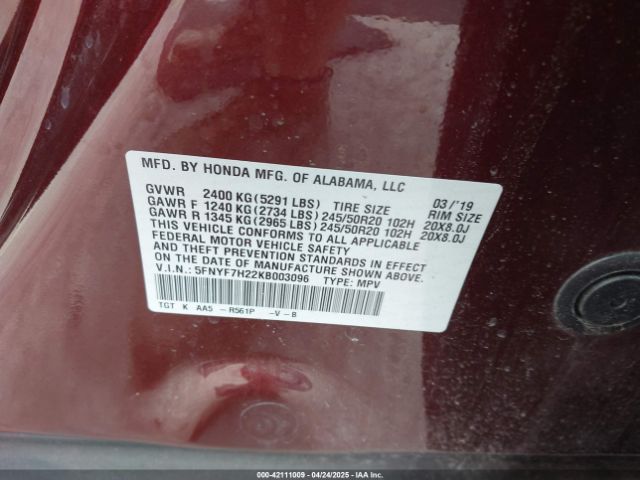 MFD. BY HONDA MFG. OF ALABAMA, LLC
GVWR 2400 KG (5291 LBS) TIRE SIZE 03/'19 RIM SIZE
GAWR F 1240 KG (2734 LBS) 245/50R20 102H 20X8.0J
GAWR R 1345 KG (2965 LBS) 245/50R20 102H 20X8.0J
THIS VEHICLE CONFORMS TO ALL APPLICABLE
FEDERAL MOTOR VEHICLE SAFETY
AND THEFT PREVENTION STANDARDS IN EFFECT
ON THE DATE OF MANUFACTURE SHOWN ABOVE.
V.I.N.: 5FNYF7H22KB003096 TYPE: MPV
TGT K AA5 - R561P -V-8
000-42111009 04/24/2025 www.iaai.com